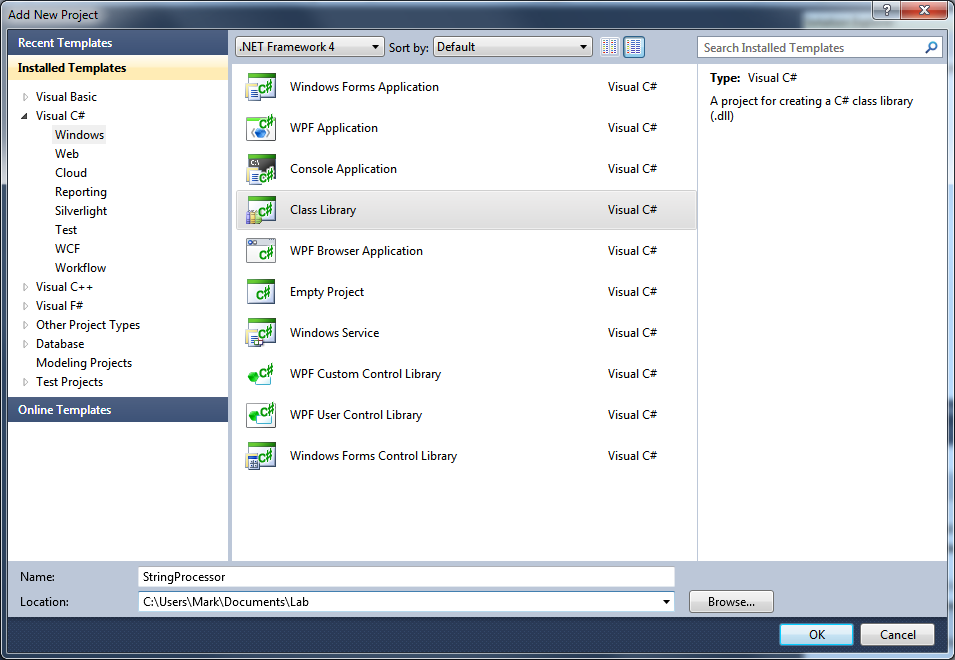 Add New Project
Recent Templates
Installed Templates
Visual Basic
Visual C#
Windows
Web
Cloud
Reporting
Silverlight
Test
WCF
Workflow
Visual C++
Visual F#
Other Project Types
Database
Modeling Projects
Test Projects
Online Templates
.NET Framework 4 Sort by: Default
Windows Forms Application Visual C#
WPF Application Visual C#
Console Application Visual C#
Class Library Visual C#
WPF Browser Application Visual C#
Empty Project Visual C#
Windows Service Visual C#
WPF Custom Control Library Visual C#
WPF User Control Library Visual C#
Windows Forms Control Library Visual C#
Search Installed Templates
Type: Visual C#
A project for creating a C# class library
(.dll)
Name: StringProcessor
Location: C:\Users\Mark\Documents\Lab Browse...
OK Cancel